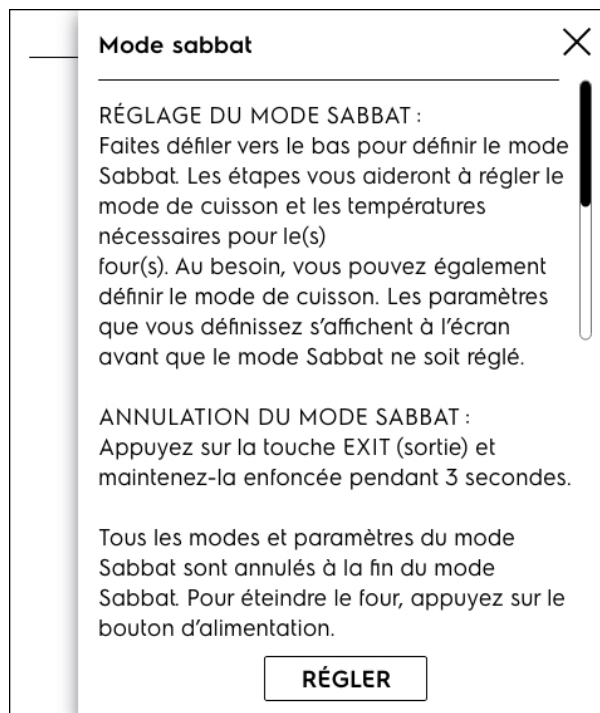 Mode sabbat
RÉGLAGE DU MODE SABBAT :
Faites défiler vers le bas pour définir le mode
Sabbat. Les étapes vous aideront à régler le
mode de cuisson et les températures
nécessaires pour le(s)
four(s). Au besoin, vous pouvez également
définir le mode de cuisson. Les paramètres
que vous définissez s’affichent à l’écran
avant que le mode Sabbat ne soit réglé.
ANNULATION DU MODE SABBAT :
Appuyez sur la touche EXIT (sortie) et
maintenez-la enfoncée pendant 3 secondes.
Tous les modes et paramètres du mode
Sabbat sont annulés à la fin du mode
Sabbat. Pour éteindre le four, appuyez sur le
bouton d’alimentation.
RÉGLER